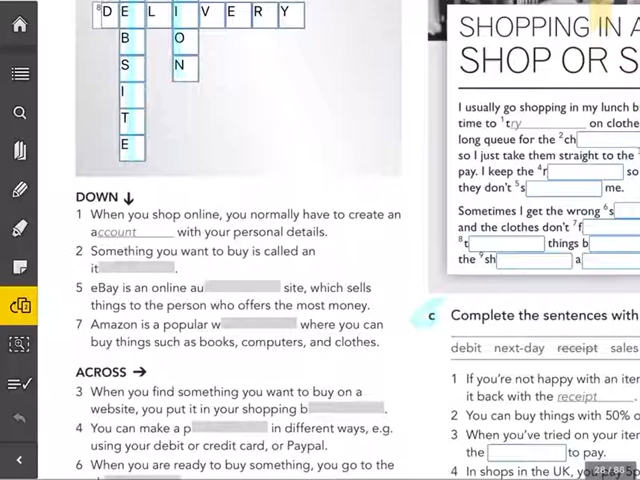 8 D E L I V E R Y
B O
S N
I
T
E
DOWN ↓
1 When you shop online, you normally have to create an
account with your personal details.
2 Something you want to buy is called an
it
5 eBay is an online au site, which sells
things to the person who offers the most money.
7 Amazon is a popular w where you can
buy things such as books, computers, and clothes.
ACROSS →
3 When you find something you want to buy on a
website, you put it in your shopping b
4 You can make a p in different ways, e.g.
using your debit or credit card, or Paypal.
6 When you are ready to buy something, you go to the
SHOPPING IN A
SHOP OR S
I usually go shopping in my lunch b
time to 1 try on clothe
long queue for the 2 ch
so I just take them straight to the
pay. I keep the 4 r so
they don't 5 s me.
Sometimes I get the wrong 6 s
and the clothes don't 7 f
8 t things b
the 9 sh a
c Complete the sentences with
debit next-day receipt sales
1 If you're not happy with an iter
it back with the receipt.
2 You can buy things with 50% o
3 When you've tried on your iter
the to pay.
4 In shops in the UK, you pay 5p
28 / 88